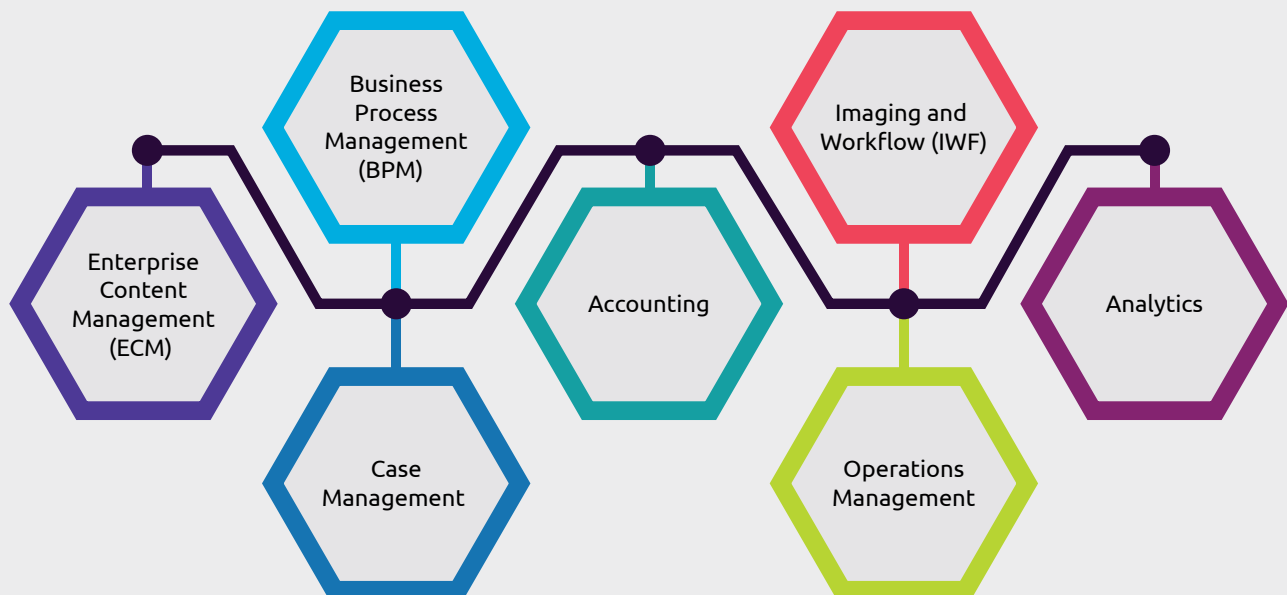 Enterprise
Content
Management
(ECM)
Business
Process
Management
(BPM)
Case
Management
Accounting
Imaging and
Workflow (IWF)
Operations
Management
Analytics